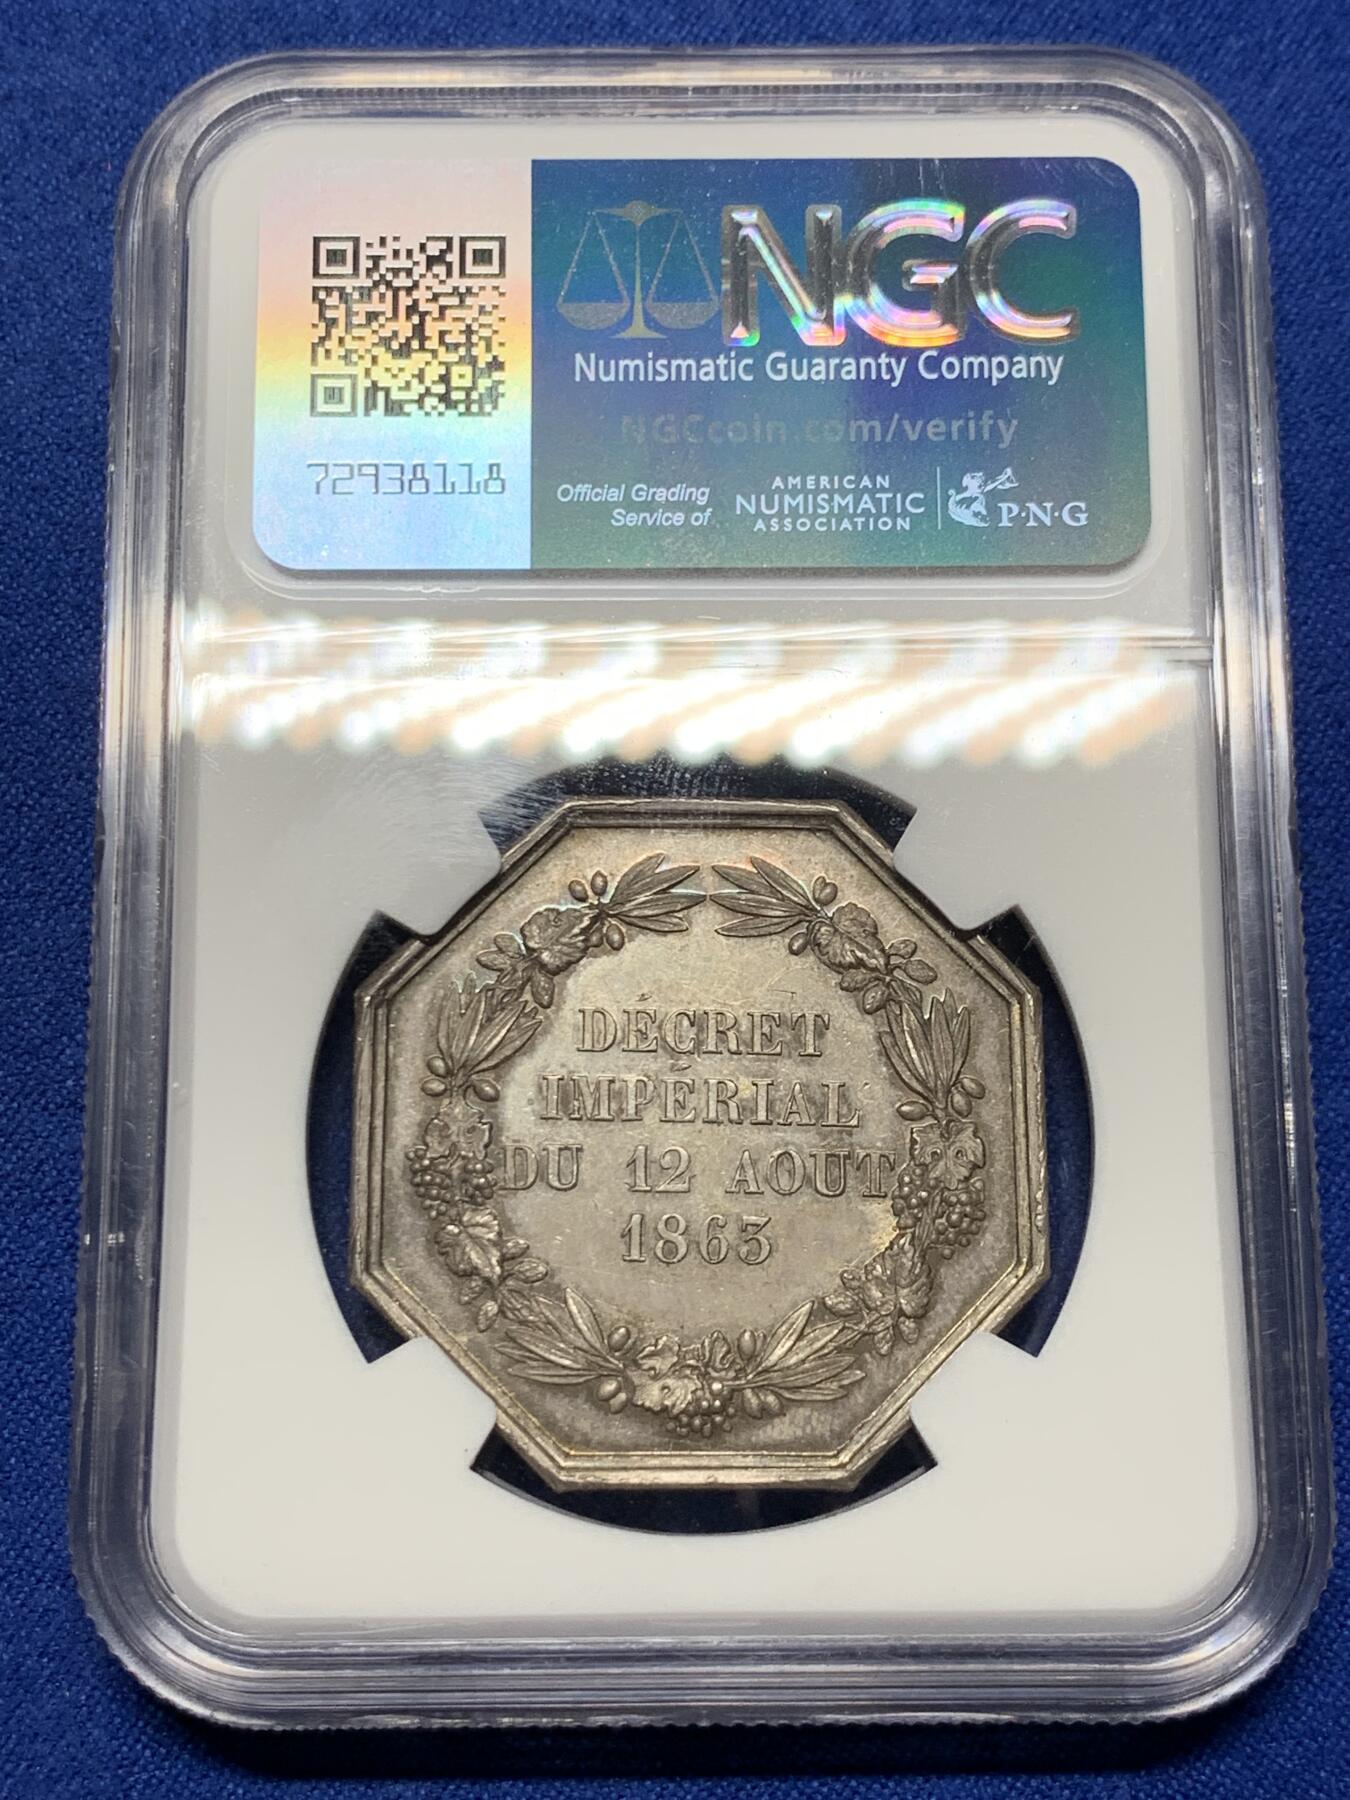 NGC
Numismatic Guaranty Company
NGCcoin.com/verify
72938118
Official Grading
Service of
AMERICAN
NUMISMATIC
ASSOCIATION
P·N·G
DÉCRET
IMPÉRIAL
DU 12 AOUT
1863